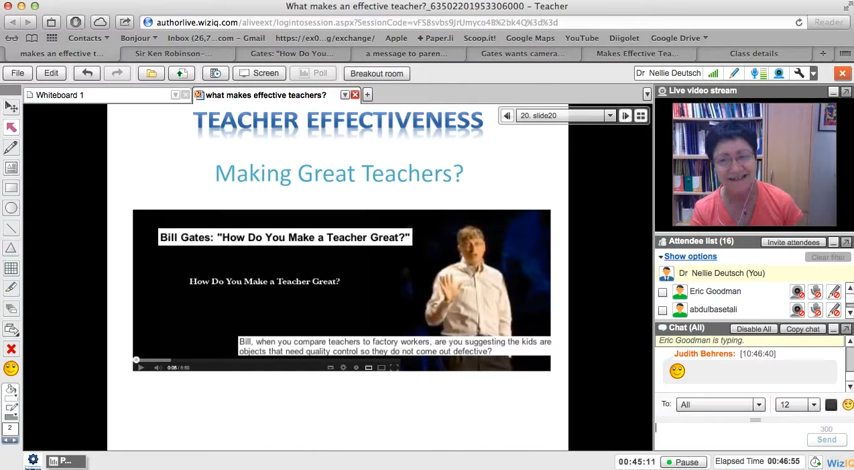 What makes an effective teacher?_63502201953306000 - Teacher
authorlive.wiziq.com/aliveext/logintosession.aspx?SessionCode=vF58svbs9JrUmyco4B%2bk4Q%3d%3d
Reader
Contacts Bonjour (26,7...om Group) https://ex0...g/exchange/ Apple L. Paper.li Scoop.it! Google Maps YouTube Diigolet Google Drive
makes an effective t... Sir Ken Robinson-... Gates: "How Do You... a message to paren... Gates wants camera... Makes Effective Tea... Class details
File Edit Screen Poll Breakout room Dr Nellie Deutsch
Whiteboard 1 what makes effective teachers?
Live video stream
20. slide20
TEACHER EFFECTIVENESS
Making Great Teachers?
Bill Gates: "How Do You Make a Teacher Great?"
How Do You Make a Teacher Great?
Bill, when you compare teachers to factory workers, are you suggesting the kids are
objects that need quality control so they do not come out defective?
Attendee list (16) Invite attendees
Show options Clear filter
Dr Nellie Deutsch (You)
Eric Goodman
abdulbasetali
Chat (All) Disable All Copy chat
Eric Goodman is typing.
Judith Behrens: [10:46:40]
To: All 12
300
Send
2
P...
00:45:11 Pause Elapsed Time 00:46:55 WizIQ